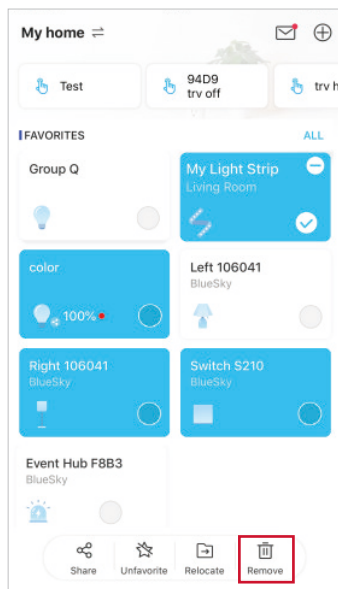 My home
Test
94D9
trv off
trv h
FAVORITES
ALL
Group Q
My Light Strip
Living Room
color
100%
Left 106041
BlueSky
Right 106041
BlueSky
Switch S210
BlueSky
Event Hub F8B3
BlueSky
Share
Unfavorite
Relocate
Remove